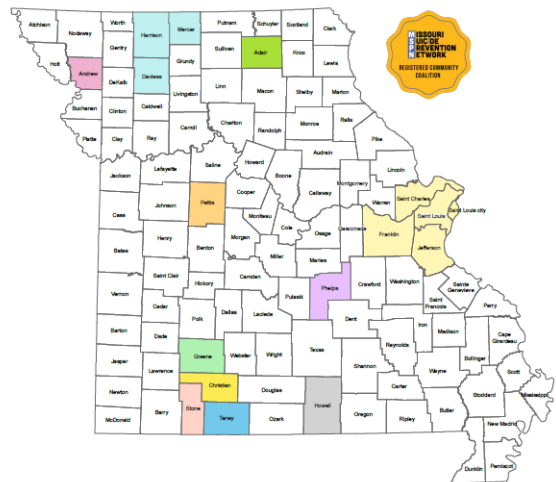 Atchison
Nodaway
Worth
Harrison
Mercer
Putnam
Schuyler
Scotland
Clark
Gentry
Sullivan
Adair
Knox
Lewis
Holt
Andrew
DeKalb
Daviess
Grundy
Linn
Macon
Shelby
Marion
Buchanan
Clinton
Caldwell
Livingston
Chariton
Randolph
Monroe
Ralls
Pike
Platte
Clay
Ray
Carroll
Audrain
Jackson
Lafayette
Saline
Howard
Boone
Callaway
Montgomery
Lincoln
Warren
Saint Charles
Saint Louis
Saint Louis city
Cass
Johnson
Pettis
Cooper
Moniteau
Cole
Osage
Gasconade
Franklin
Jefferson
Bates
Henry
Benton
Morgan
Miller
Maries
Saint Clair
Hickory
Camden
Pulaski
Phelps
Crawford
Washington
Saint
Francois
Sainte
Genevieve
Perry
Vernon
Cedar
Polk
Dallas
Laclede
Dent
Iron
Madison
Cape
Girardeau
Barton
Dade
Greene
Webster
Wright
Texas
Shannon
Reynolds
Wayne
Bollinger
Scott
Jasper
Lawrence
Christian
Douglas
Carter
Stoddard
Mississippi
Newton
Stone
Howell
Oregon
Ripley
Butler
New Madrid
McDonald
Barry
Taney
Ozark
Dunklin
Pemiscot
MISSOURI
SUICIDE
PREVENTION
NETWORK
REGISTERED COMMUNITY
COALITION